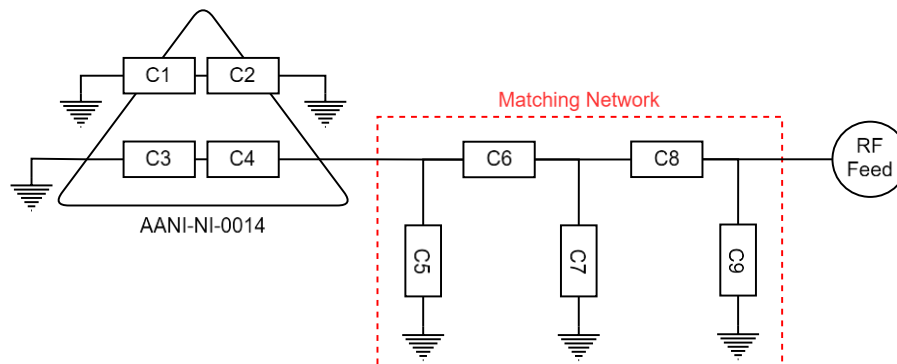 C1
C2
Matching Network
C3
C4
C6
C8
RF
Feed
AANI-NI-0014
C5
C7
C9